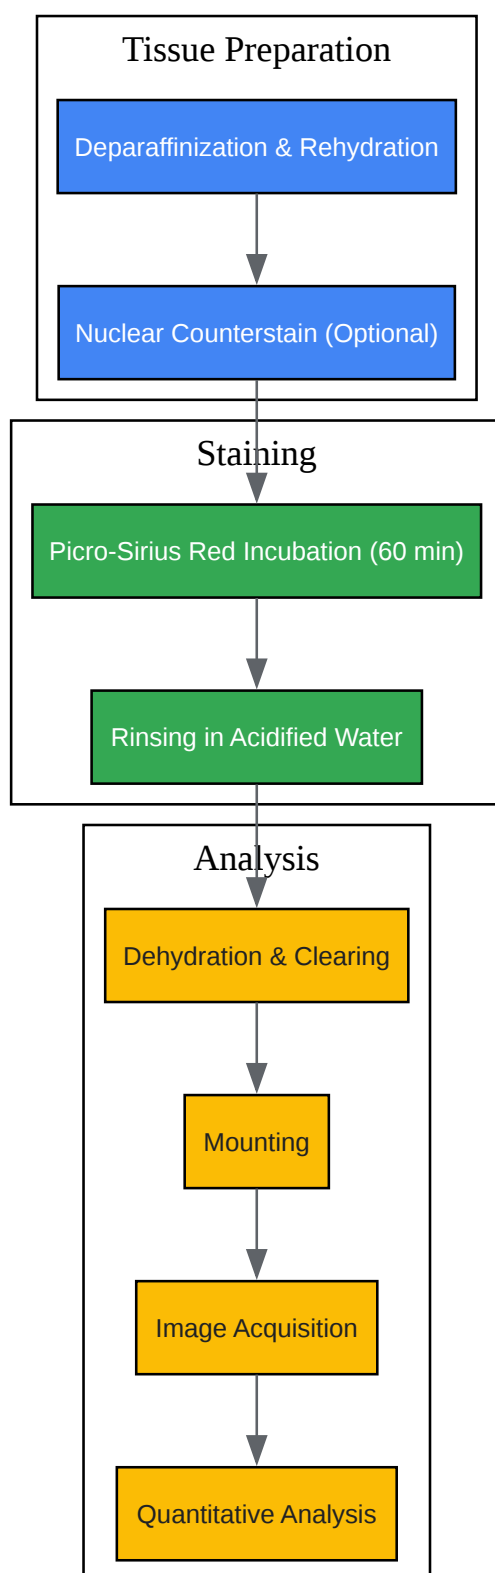 Tissue Preparation
Deparaffinization & Rehydration
Nuclear Counterstain (Optional)
Staining
Picro-Sirius Red Incubation (60 min)
Rinsing in Acidified Water
Analysis
Dehydration & Clearing
Mounting
Image Acquisition
Quantitative Analysis